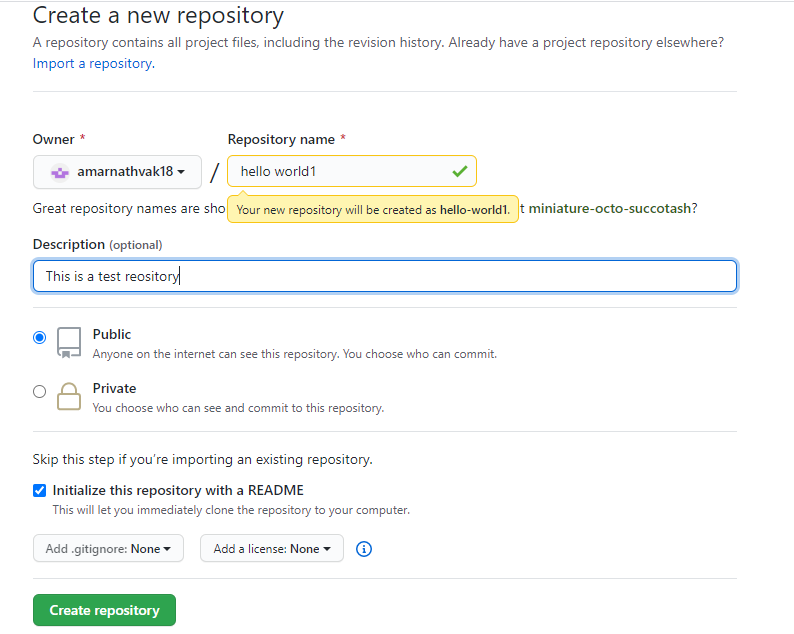 Create a new repository
A repository contains all project files, including the revision history. Already have a project repository elsewhere?
Import a repository.
Owner *
Repository name *
amarnathvak18
/
hello world1
Great repository names are sho
Your new repository will be created as hello-world1.
t miniature-octo-succotash?
Description (optional)
This is a test reository
Public
Anyone on the internet can see this repository. You choose who can commit.
Private
You choose who can see and commit to this repository.
Skip this step if you’re importing an existing repository.
Initialize this repository with a README
This will let you immediately clone the repository to your computer.
Add .gitignore: None
Add a license: None
Create repository